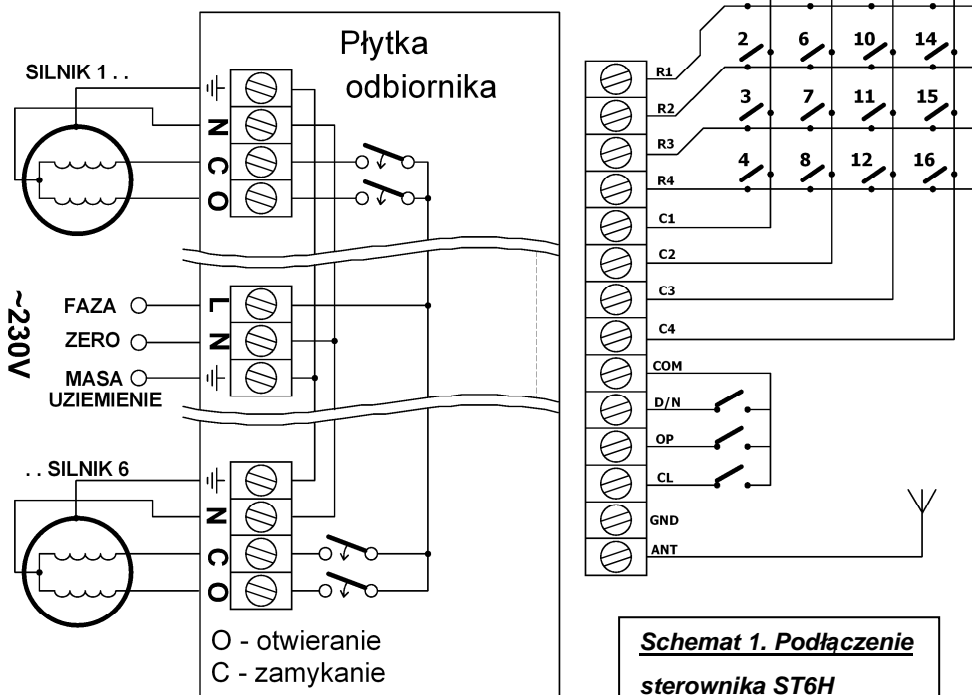 Płytka
odbiornika
SILNIK 1 . .
N
C
O
~230V
FAZA
L
ZERO
N
MASA
UZIEMIENIE
. . SILNIK 6
N
C
O
O - otwieranie
C - zamykanie
2 6 10 14
R1
R2
3 7 11 15
R3
4 8 12 16
R4
C1
C2
C3
C4
COM
D/N
OP
CL
GND
ANT
Schemat 1. Podłączenie
sterownika ST6H